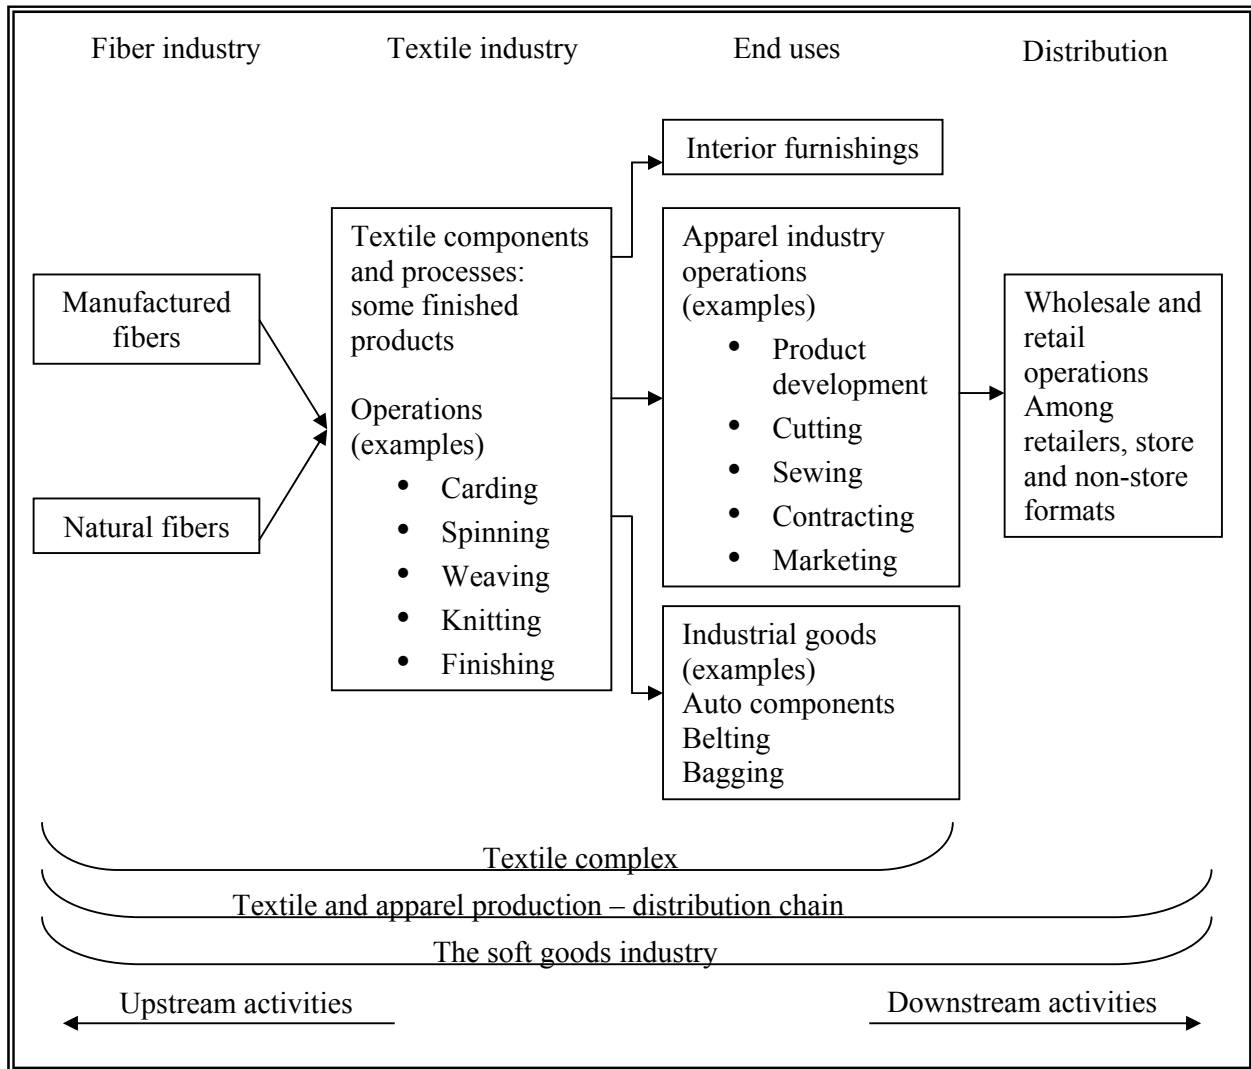 Fiber industry
Textile industry
End uses
Distribution
Manufactured
fibers
Natural fibers
Textile components
and processes:
some finished
products
Operations
(examples)
• Carding
• Spinning
• Weaving
• Knitting
• Finishing
Interior furnishings
Apparel industry
operations
(examples)
• Product
development
• Cutting
• Sewing
• Contracting
• Marketing
Industrial goods
(examples)
Auto components
Belting
Bagging
Wholesale and
retail
operations
Among
retailers, store
and non-store
formats
Textile complex
Textile and apparel production – distribution chain
The soft goods industry
Upstream activities
Downstream activities